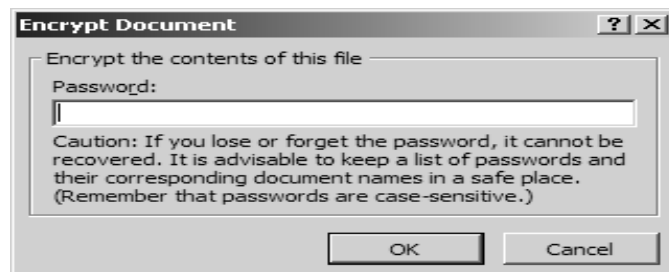 Encrypt Document
? ×
Encrypt the contents of this file
Password:
Caution: If you lose or forget the password, it cannot be
recovered. It is advisable to keep a list of passwords and
their corresponding document names in a safe place.
(Remember that passwords are case-sensitive.)
OK Cancel